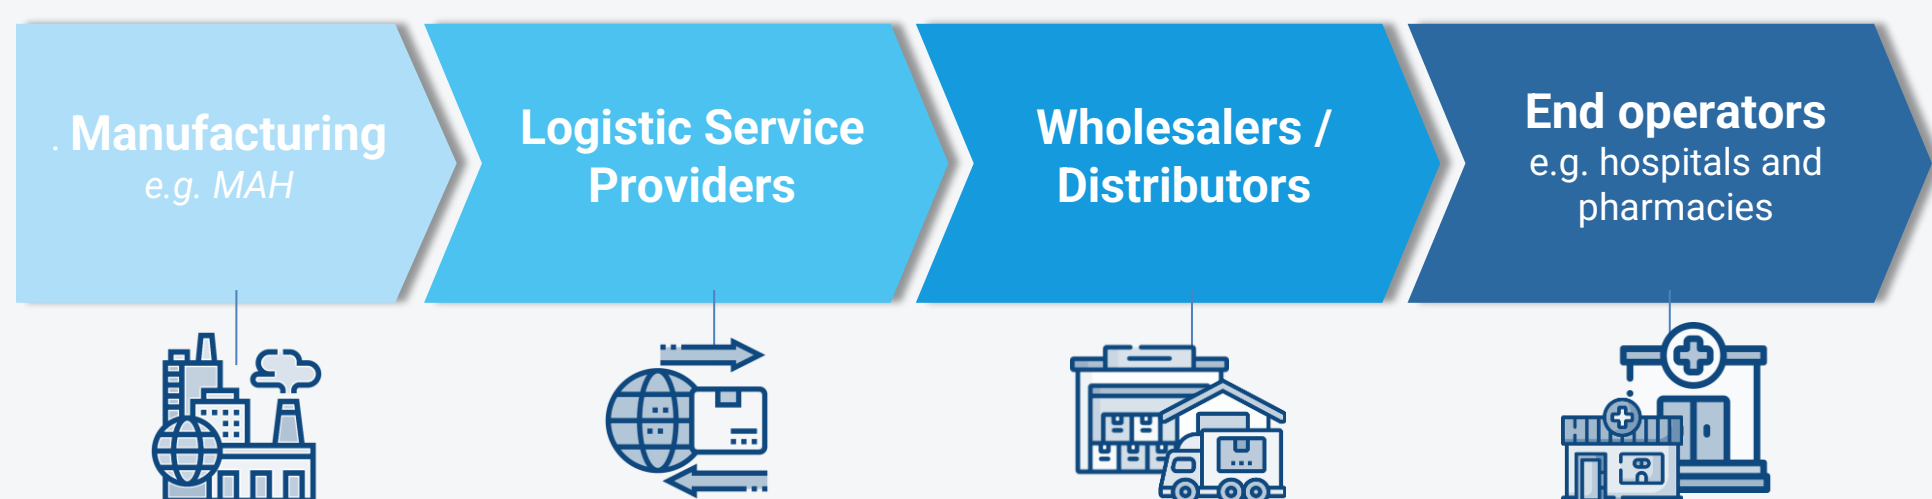 . Manufacturing
e.g. MAH
Logistic Service
Providers
Wholesalers /
Distributors
End operators
e.g. hospitals and
pharmacies